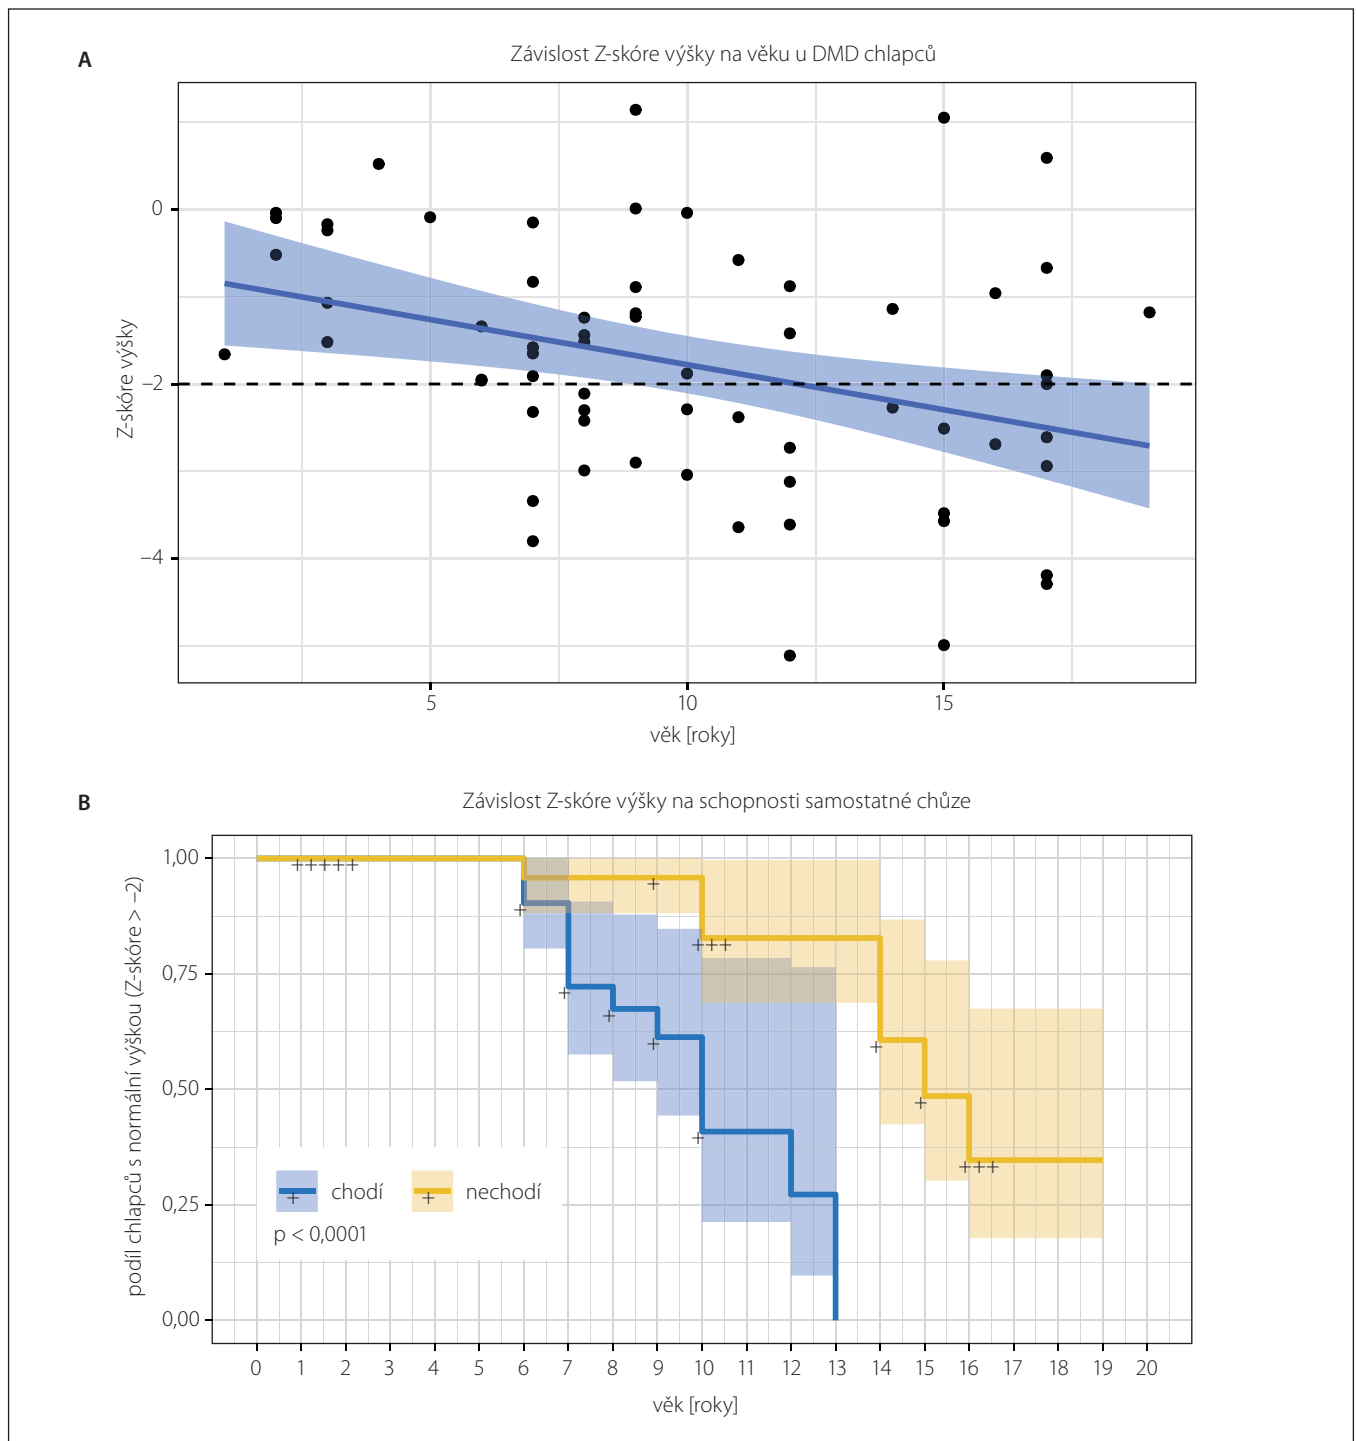 A
Závislost Z-skóre výšky na věku u DMD chlapců
Z-skóre výšky
0
−2
−4
5
10
15
věk [roky]
B
Závislost Z-skóre výšky na schopnosti samostatné chůze
podíl chlapců s normální výškou (Z-skóre > −2)
1,00
0,75
0,50
0,25
0,00
chodí
nechodí
p < 0,0001
0 1 2 3 4 5 6 7 8 9 10 11 12 13 14 15 16 17 18 19 20
věk [roky]